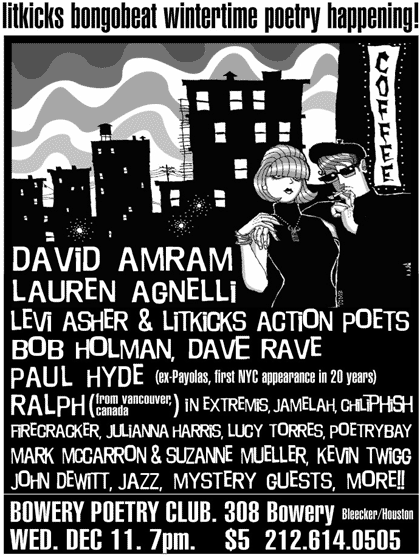 litkicks bongobeat wintertime poetry happening!
COFFEE
DAVID AMRAM
LAUREN AGNELLI
LEVI ASHER & LITKICKS ACTION POETS
BOB HOLMAN, DAVE RAVE
PAUL HYDE (ex-Payolas, first NYC appearance in 20 years)
RALPH (from vancouver, canada) IN EXTREMIS, JAMELAH, CHILIPHISH
FIRECRACKER, JULIANNA HARRIS, LUCY TORRES, POETRYBAY
MARK MCCARRON & SUZANNE MUELLER, KEVIN TWIGG
JOHN DEWITT, JAZZ, MYSTERY GUESTS, MORE!!
BOWERY POETRY CLUB. 308 Bowery Bleecker/Houston
WED. DEC 11. 7pm. $5 212.614.0505